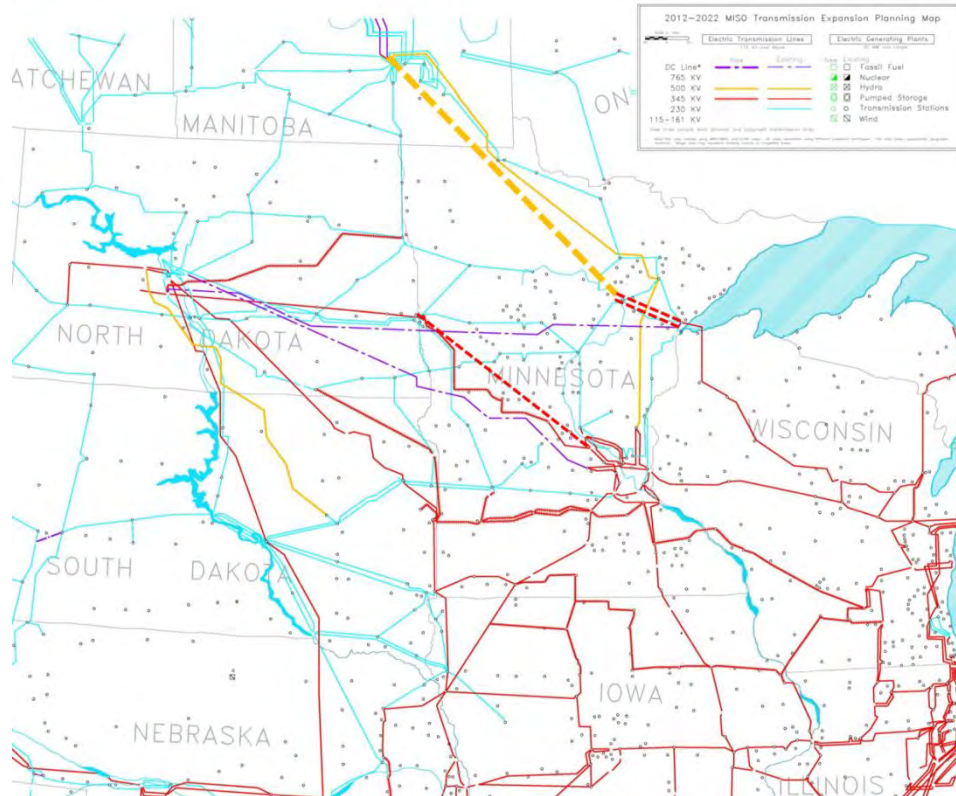 2012-2022 MISO Transmission Expansion Planning Map
Electric Transmission Lines
Electric Generating Plants
New Existing
New Existing
DC Line*
765 KV
500 KV
345 KV
230 KV
115-161 KV
Fossil Fuel
Nuclear
Hydro
Pumped Storage
Transmission Stations
Wind
ATCHEWAN
MANITOBA
ON
NORTH DAKOTA
MINNESOTA
WISCONSIN
SOUTH DAKOTA
IOWA
NEBRASKA
ILLINOIS